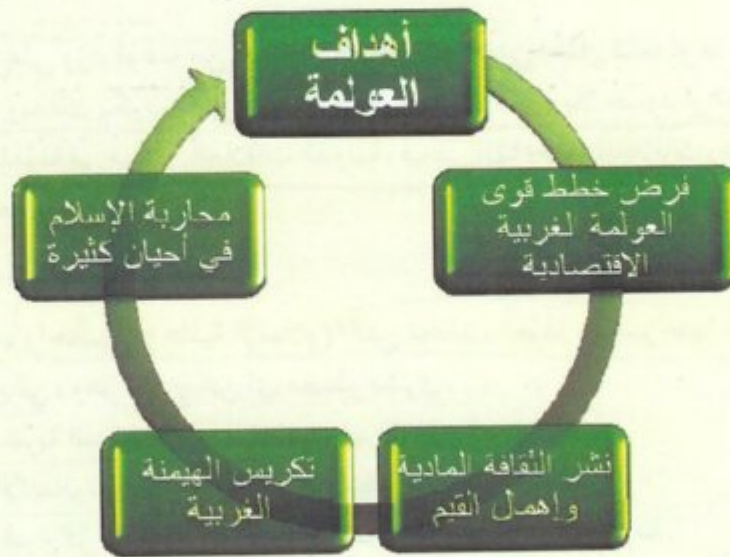 أهداف
العولمة
فرض خطط قوى
العولمة لغربية
الاقتصادية
نشر الثقافة المادية
وإهمال القيم
تكريس الهيمنة
الغربية
محاربة الإسلام
في أحيان كثيرة